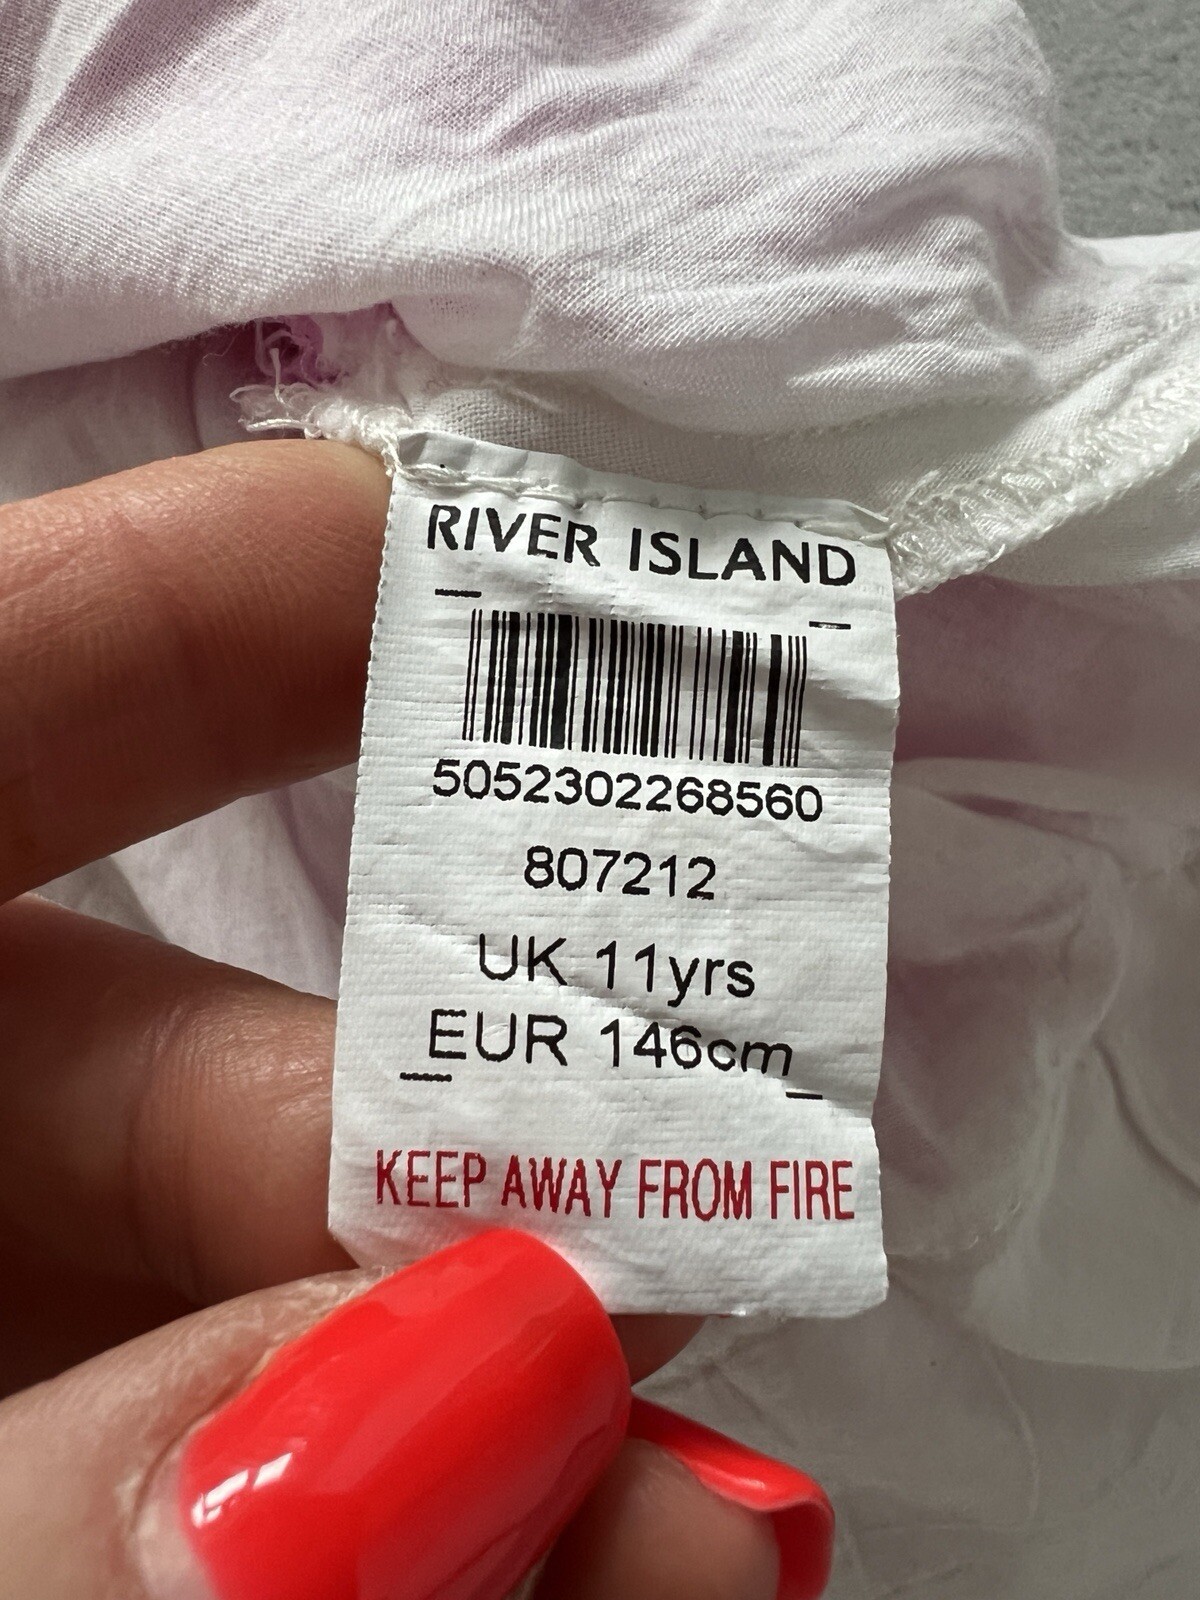 RIVER ISLAND
5052302268560
807212
UK 11yrs
EUR 146cm
KEEP AWAY FROM FIRE